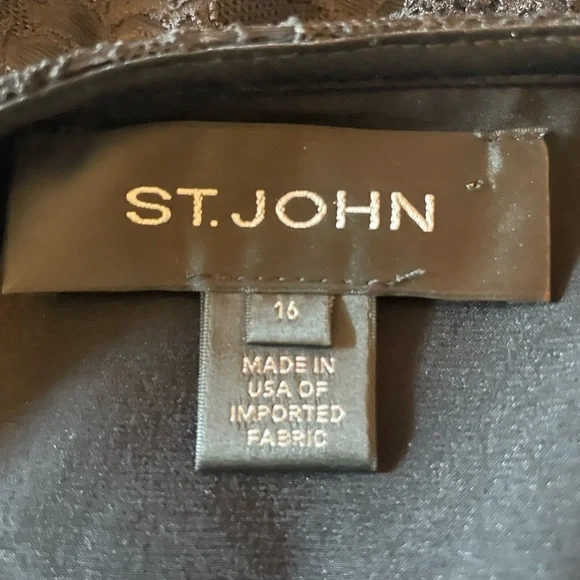 ST. JOHN
16
MADE IN
USA OF
IMPORTED
FABRIC